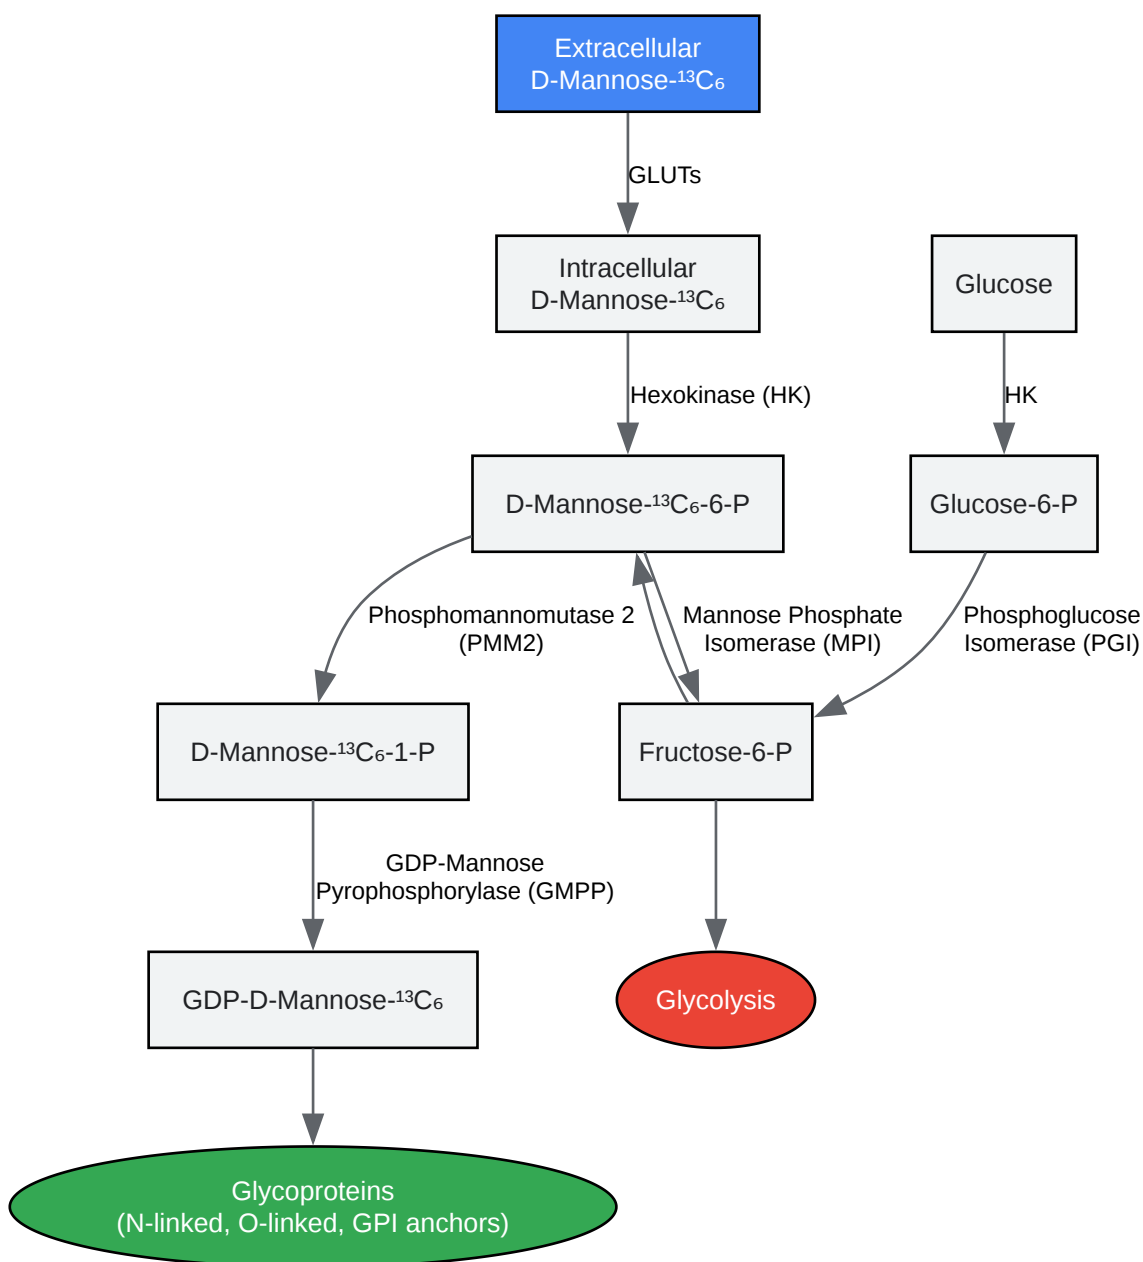 Extracellular
D-Mannose-¹³C₆
GLUTs
Intracellular
D-Mannose-¹³C₆
Glucose
Hexokinase (HK)
HK
D-Mannose-¹³C₆-6-P
Glucose-6-P
Phosphomannomutase 2
(PMM2)
Mannose Phosphate
Isomerase (MPI)
Phosphoglucose
Isomerase (PGI)
D-Mannose-¹³C₆-1-P
Fructose-6-P
GDP-Mannose
Pyrophosphorylase (GMPP)
GDP-D-Mannose-¹³C₆
Glycolysis
Glycoproteins
(N-linked, O-linked, GPI anchors)